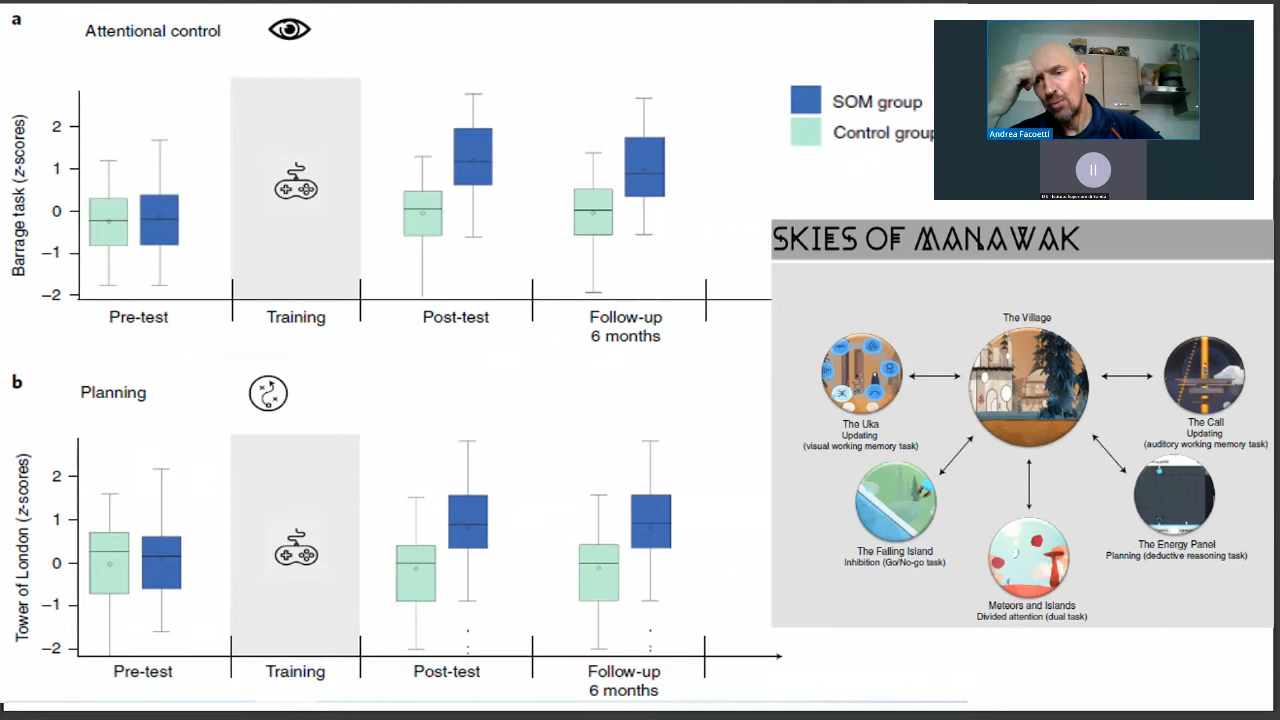 a
Attentional control
SOM group
Control group
Barrage task (z-scores)
2
1
0
−1
−2
Pre-test
Training
Post-test
Follow-up
6 months
b
Planning
Tower of London (z-scores)
2
1
0
−1
−2
Pre-test
Training
Post-test
Follow-up
6 months
Andrea Facoetti
SKIES OF MANAWAK
The Village
The Uka
Updating
(visual working memory task)
The Call
Updating
(auditory working memory task)
The Falling Island
Inhibition (Go/No-go task)
The Energy Panel
Planning (deductive reasoning task)
Meteors and Islands
Divided attention (dual task)